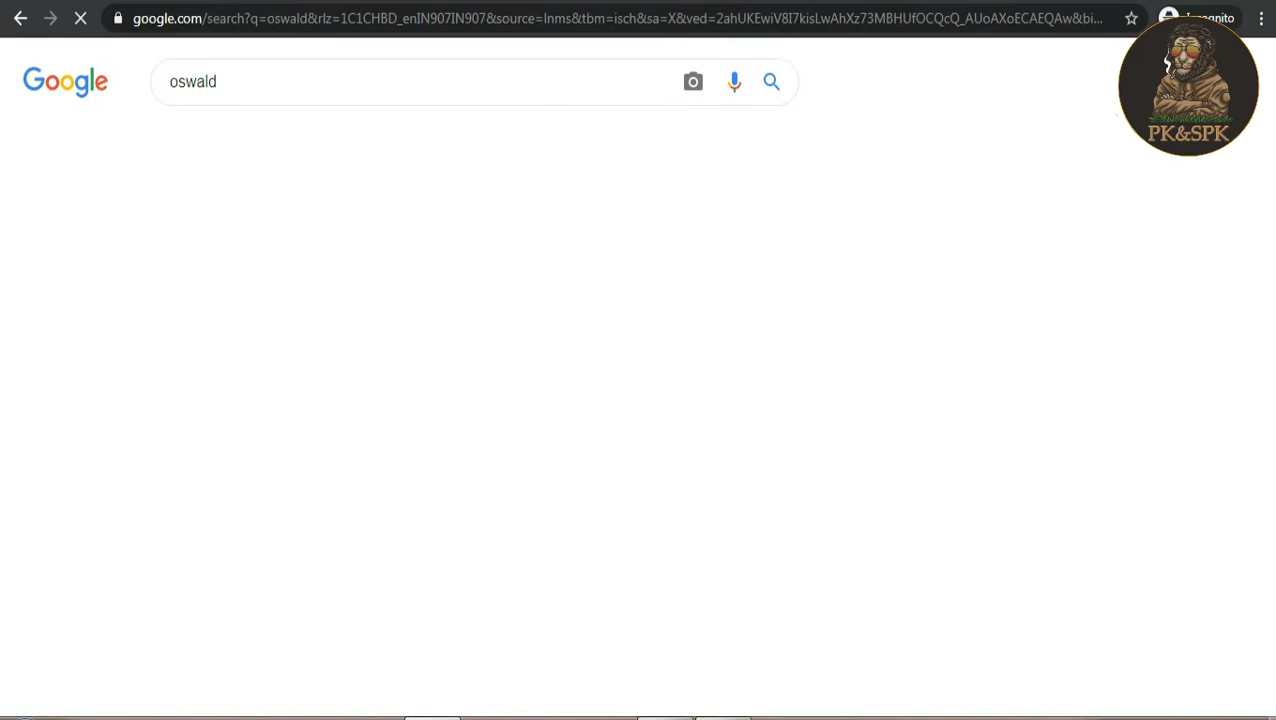 google.com/search?q=oswald&rlz=1C1CHBD_enIN907IN907&source=lnms&tbm=isch&sa=X&ved=2ahUKEwiV8I7kisLwAhXz73MBHUfOCQcQ_AUoAXoECAEQAw&bi...
Google
oswald
PK&SPK